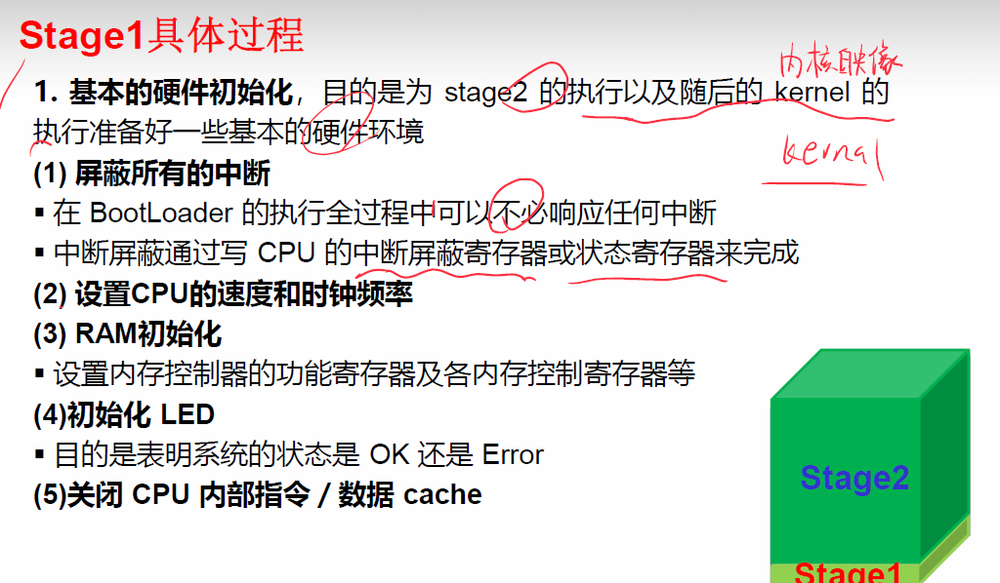 Stage1具体过程
内核映像
1. 基本的硬件初始化，目的是为 stage2 的执行以及随后的 kernel 的
执行准备好一些基本的硬件环境
kernal
(1) 屏蔽所有的中断
▪ 在 BootLoader 的执行全过程中可以不必响应任何中断
▪ 中断屏蔽通过写 CPU 的中断屏蔽寄存器或状态寄存器来完成
(2) 设置CPU的速度和时钟频率
(3) RAM初始化
▪ 设置内存控制器的功能寄存器及各内存控制寄存器等
(4)初始化 LED
▪ 目的是表明系统的状态是 OK 还是 Error
(5)关闭 CPU 内部指令 / 数据 cache
Stage2
Stage1